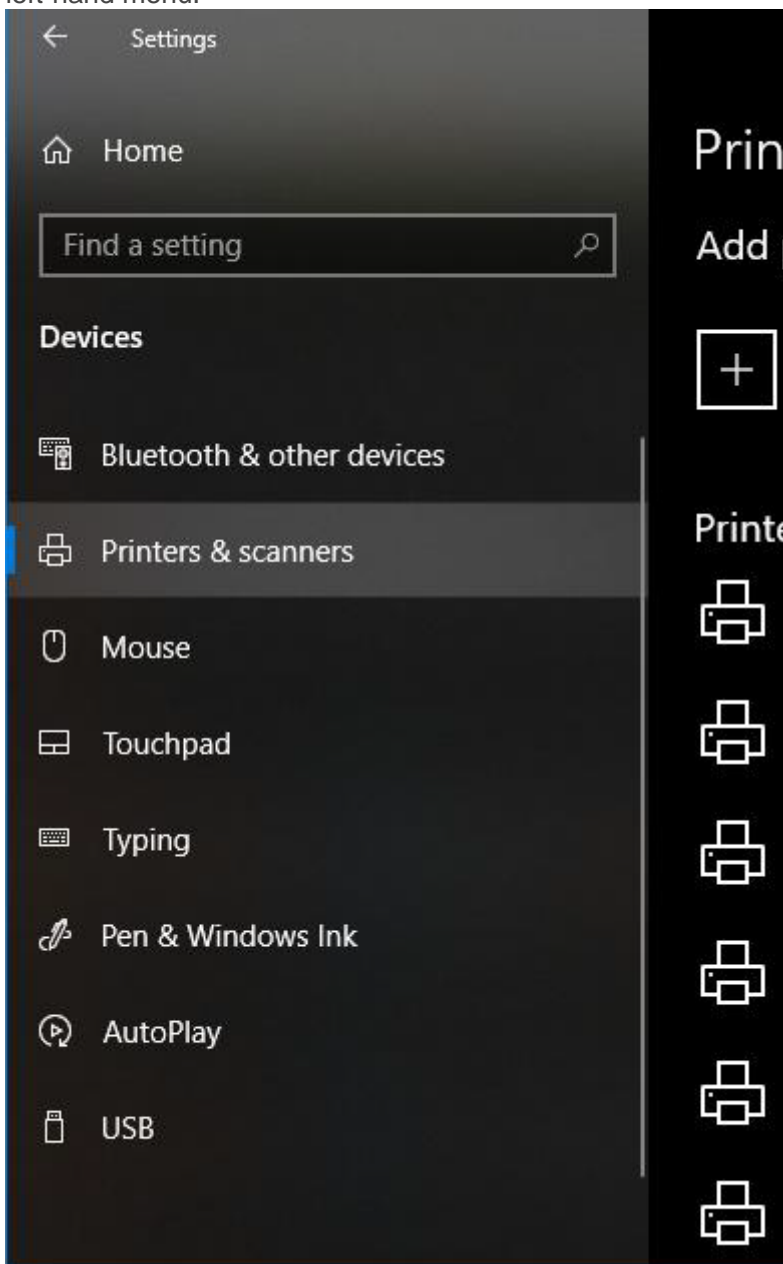 left-hand menu.
Settings
Home
Find a setting
Devices
Bluetooth & other devices
Printers & scanners
Mouse
Touchpad
Typing
Pen & Windows Ink
AutoPlay
USB
Prin
Add
Printe